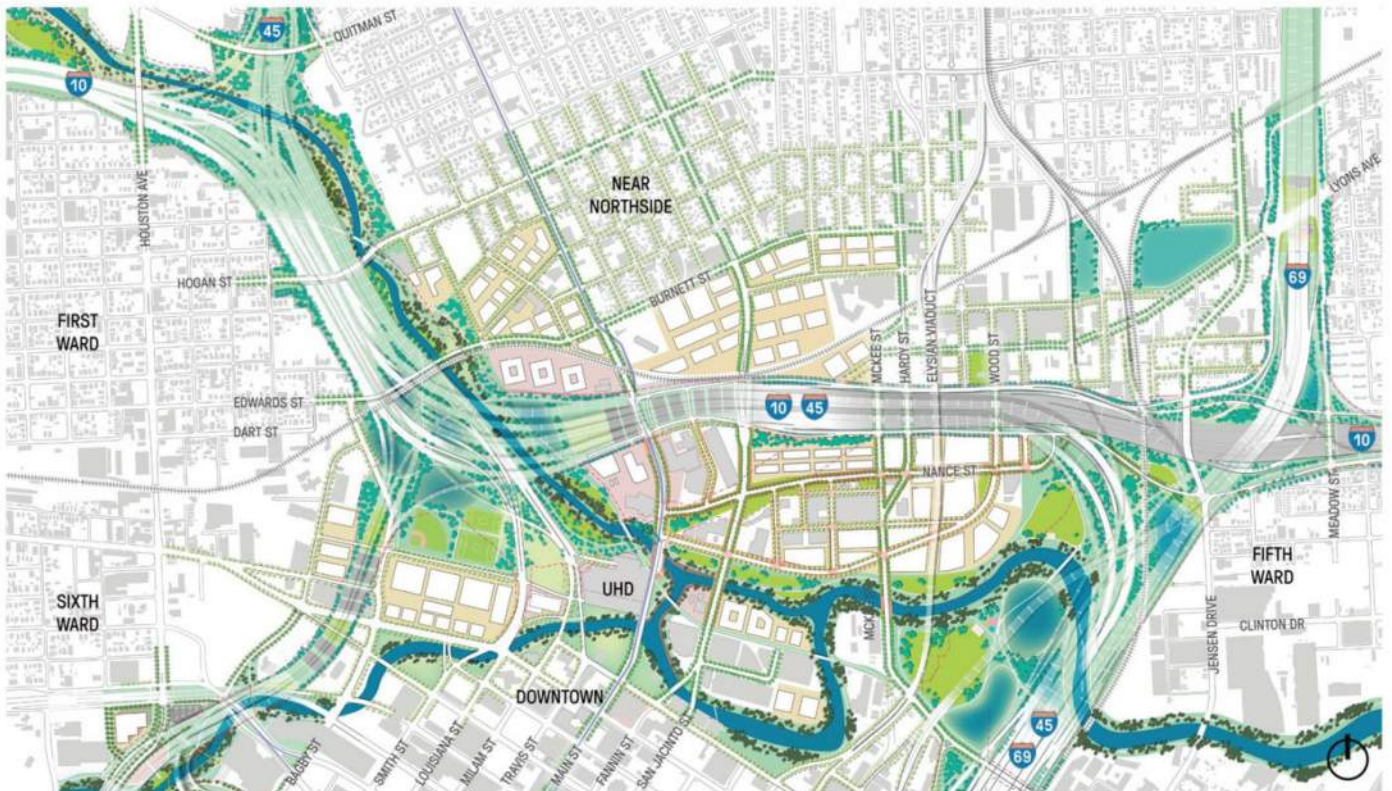 45
QUITMAN ST
10
HOUSTON AVE
NEAR
NORTHSIDE
LYONS AVE
HOGAN ST
BURNETT ST
69
FIRST
WARD
MCKEE ST
HARDY ST
ELYSIAN VIADUCT
WOOD ST
EDWARDS ST
10
45
DART ST
10
NANCE ST
MEADOW ST
FIFTH
WARD
SIXTH
WARD
UHD
MCK
JENSEN DRIVE
CLINTON DR
DOWNTOWN
BAGBY ST
SMITH ST
LOUISIANA ST
MILAM ST
TRAVIS ST
MAIN ST
FANNIN ST
SAN JACINTO ST
45
69